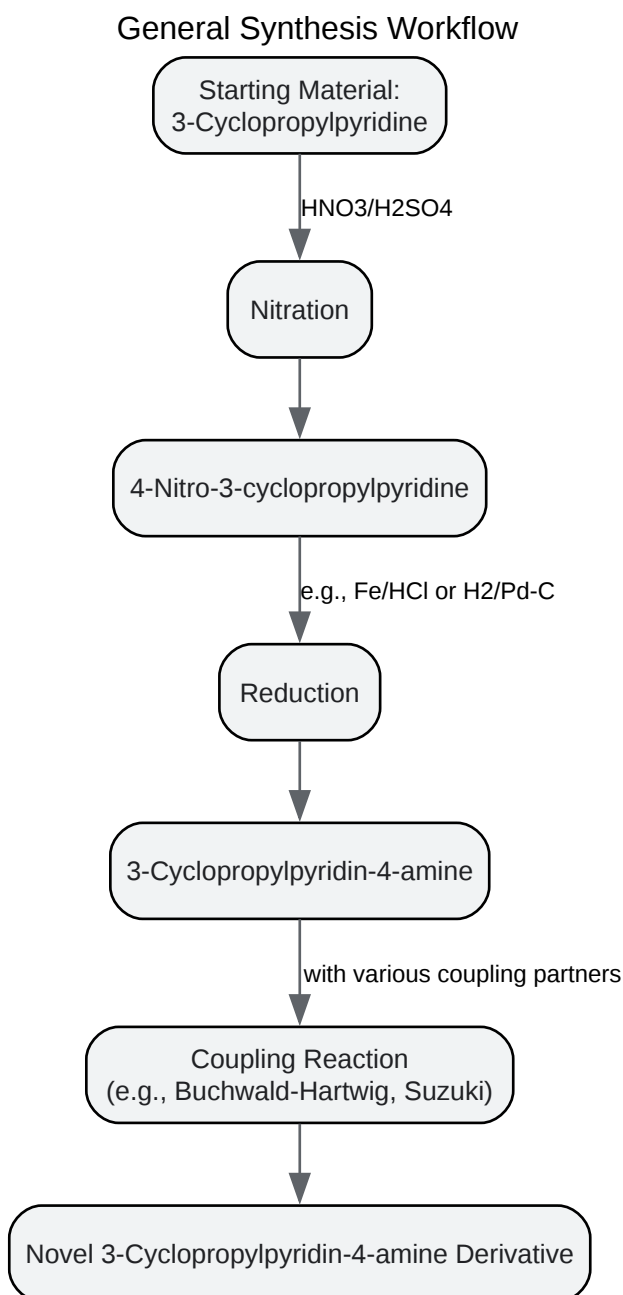 General Synthesis Workflow
Starting Material:
3-Cyclopropylpyridine
HNO3/H2SO4
Nitration
4-Nitro-3-cyclopropylpyridine
e.g., Fe/HCl or H2/Pd-C
Reduction
3-Cyclopropylpyridin-4-amine
with various coupling partners
Coupling Reaction
(e.g., Buchwald-Hartwig, Suzuki)
Novel 3-Cyclopropylpyridin-4-amine Derivative